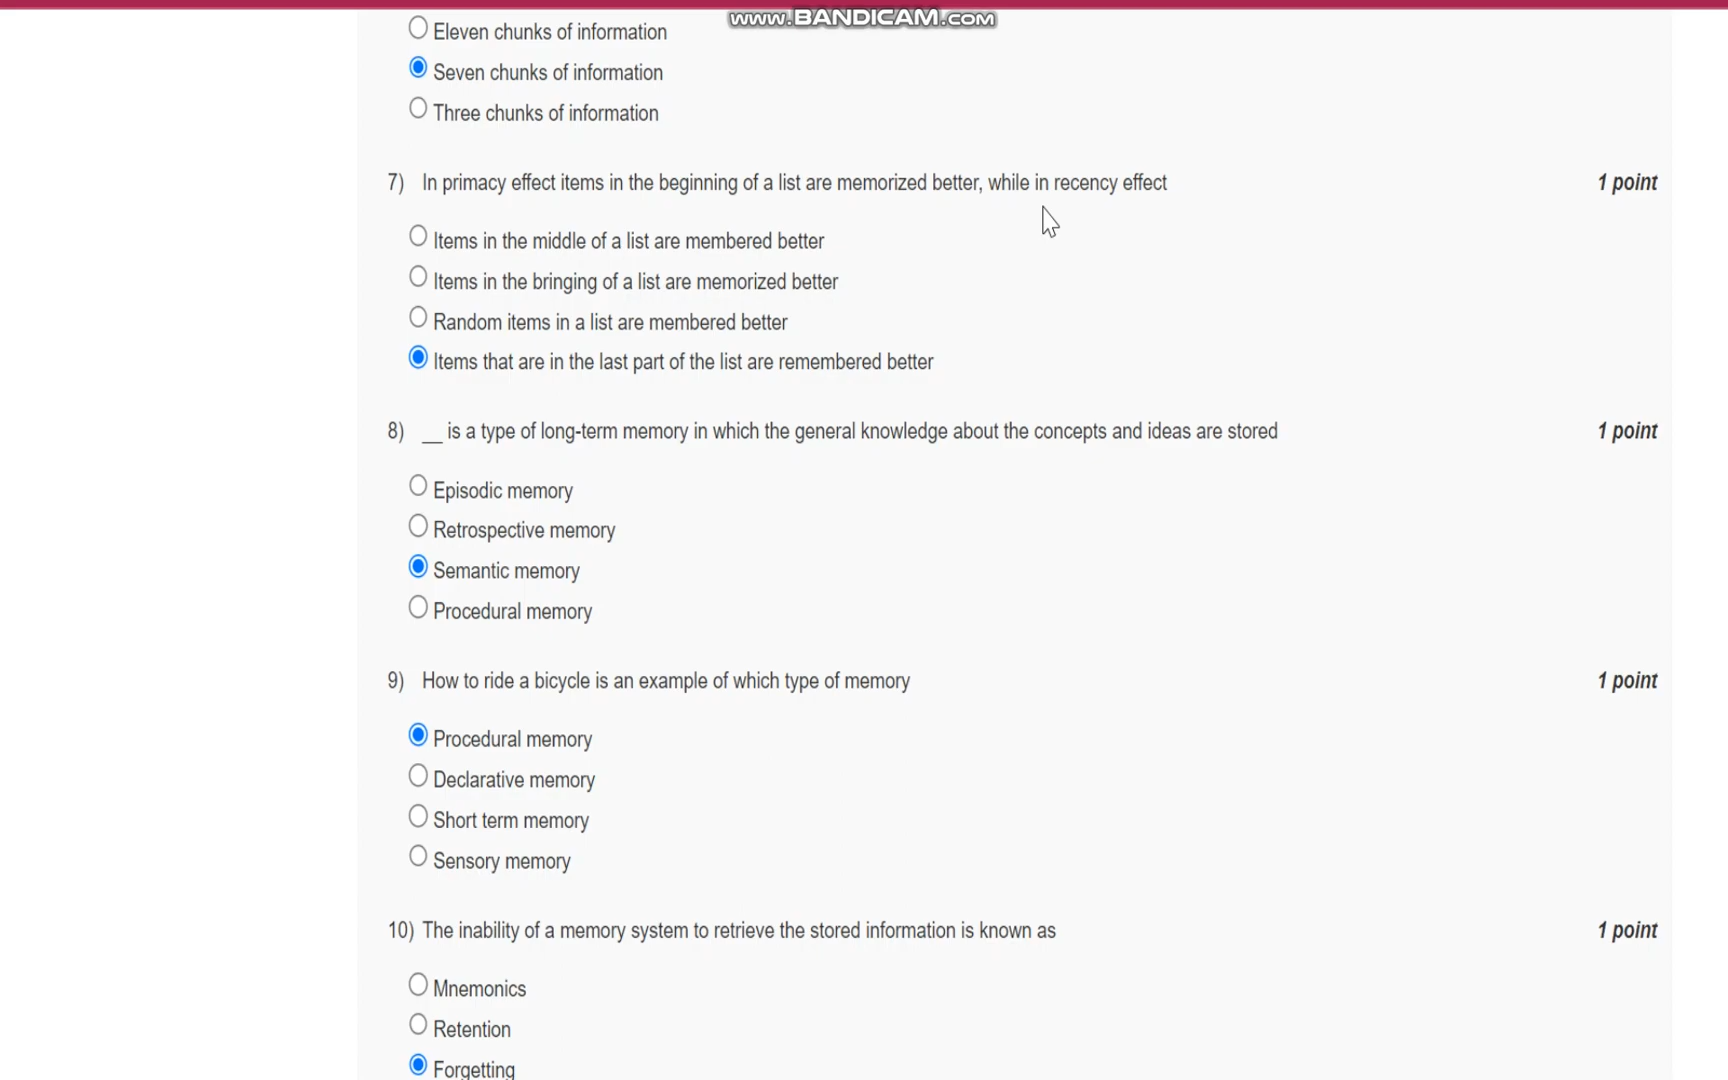 www.BANDICAM.com
Eleven chunks of information
Seven chunks of information
Three chunks of information
7) In primacy effect items in the beginning of a list are memorized better, while in recency effect 1 point
Items in the middle of a list are membered better
Items in the bringing of a list are memorized better
Random items in a list are membered better
Items that are in the last part of the list are remembered better
8) __ is a type of long-term memory in which the general knowledge about the concepts and ideas are stored 1 point
Episodic memory
Retrospective memory
Semantic memory
Procedural memory
9) How to ride a bicycle is an example of which type of memory 1 point
Procedural memory
Declarative memory
Short term memory
Sensory memory
10) The inability of a memory system to retrieve the stored information is known as 1 point
Mnemonics
Retention
Forgetting